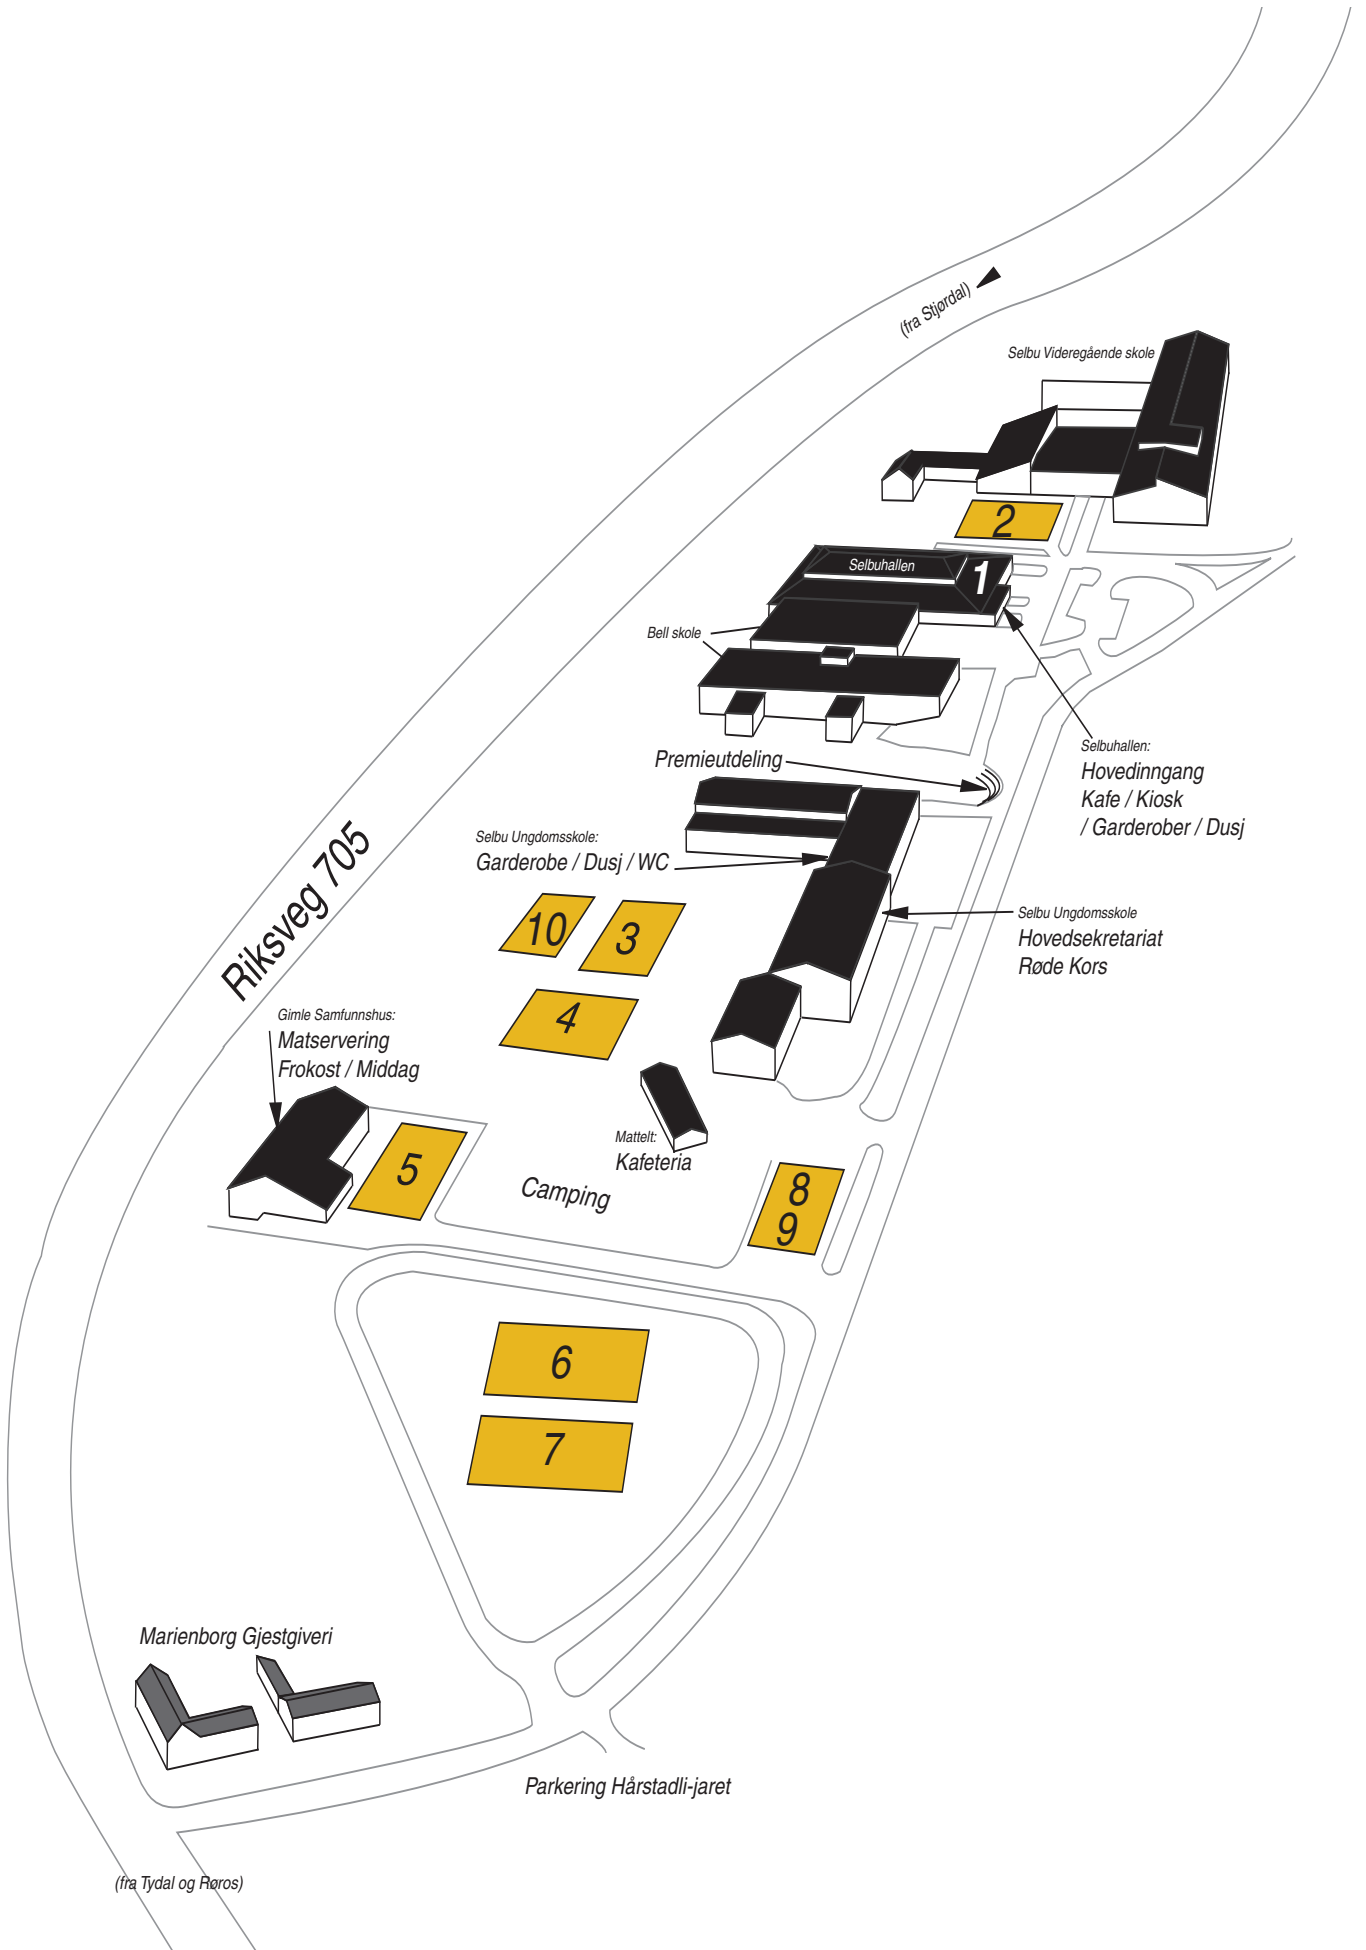 (fra Stjørdal)
Selbu Videregående skole
2
Selbuhallen
1
Bell skole
Selbuhallen:
Hovedinngang
Kafe / Kiosk
/ Garderober / Dusj
Premieutdeling
Selbu Ungdomsskole:
Garderobe / Dusj / WC
Riksveg 705
10
3
Selbu Ungdomsskole
Hovedsekretariat
Røde Kors
4
Gimle Samfunnshus:
Matservering
Frokost / Middag
Mattelt:
Kafeteria
5
Camping
8
9
6
7
Marienborg Gjestgiveri
Parkering Hårstadli-jaret
(fra Tydal og Røros)